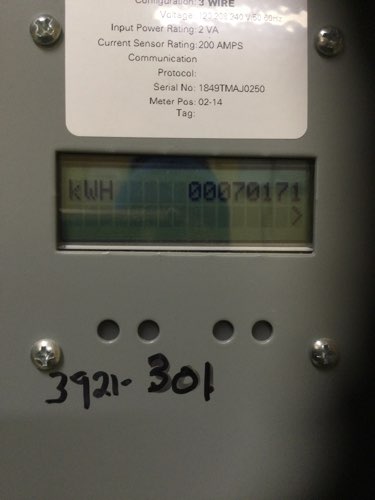 Configuration: 3 WIRE
Voltage:
Input Power Rating: 2 VA
Current Sensor Rating: 200 AMPS
Communication
Protocol:
Serial No: 1849TMAJ0250
Meter Pos: 02-14
Tag:
kWH 00070171
>
3921-301